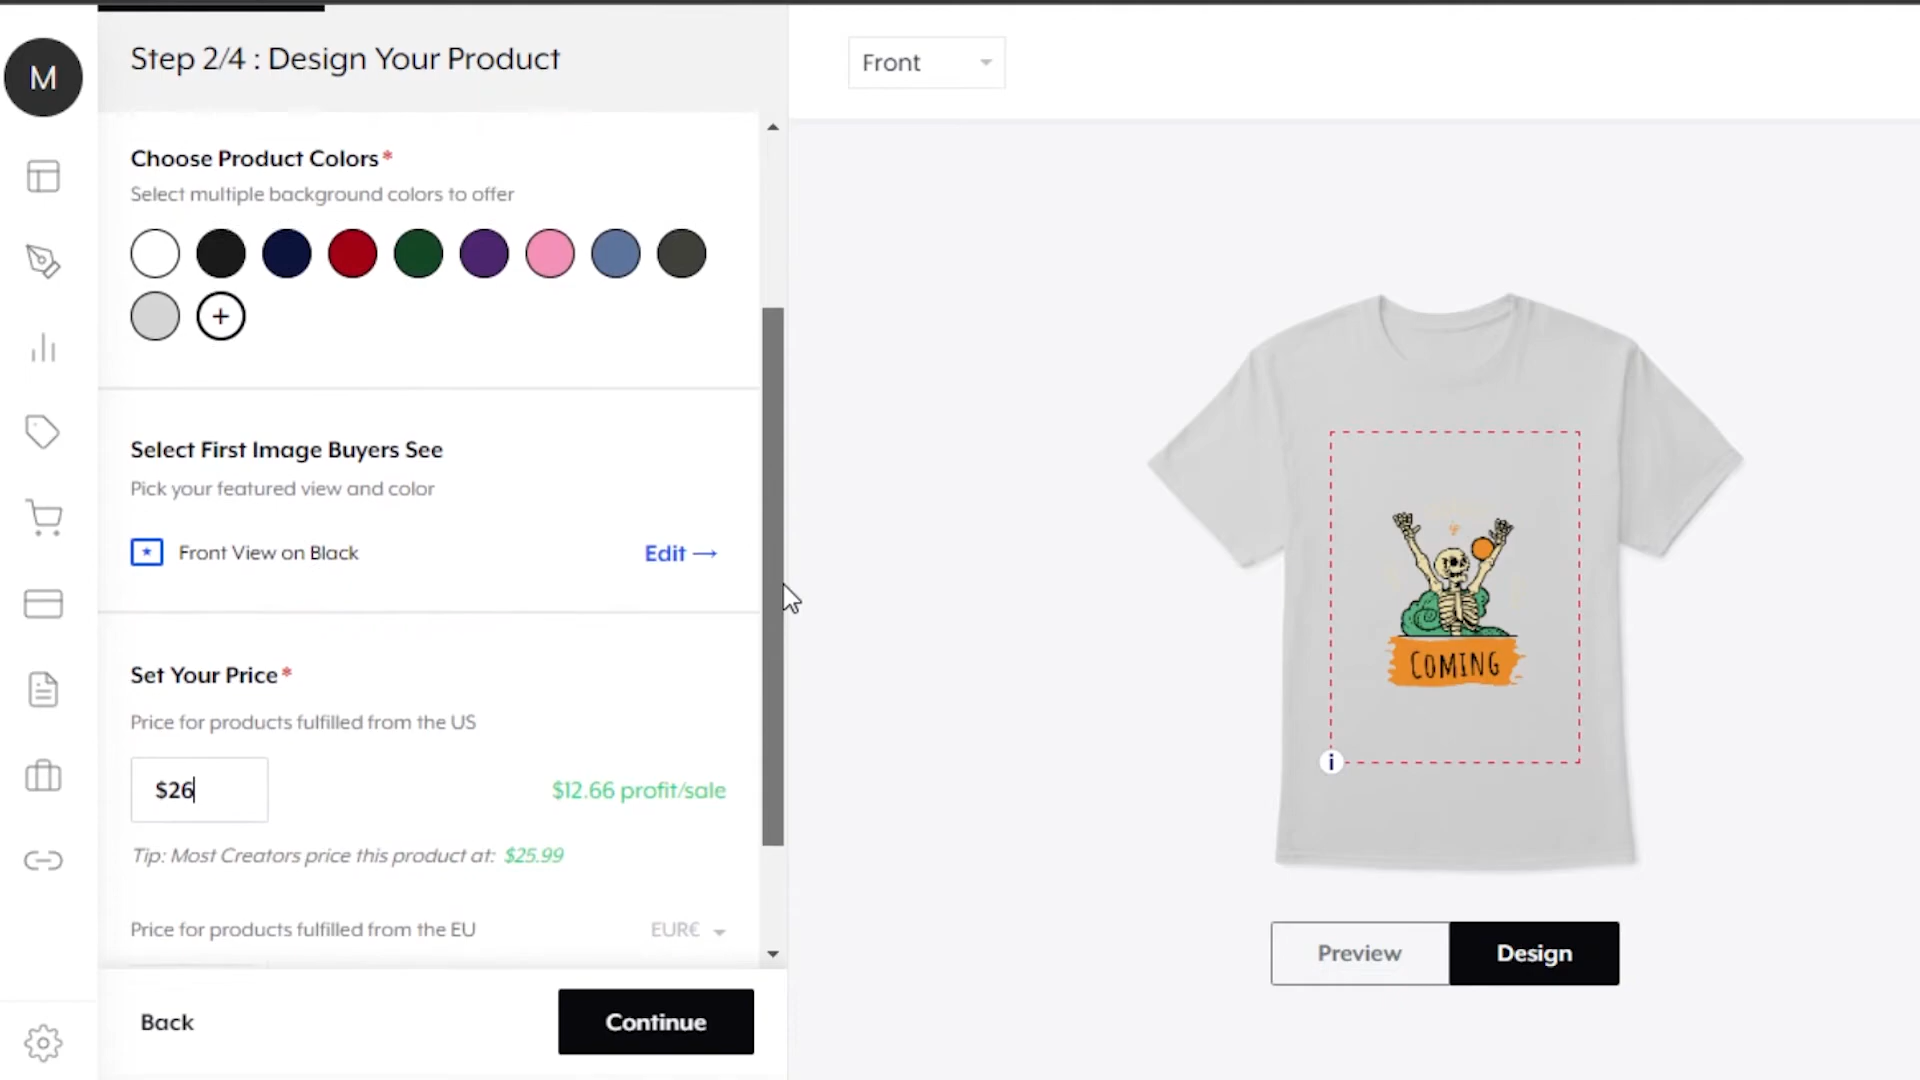 M
Step 2/4 : Design Your Product
Choose Product Colors*
Select multiple background colors to offer
+
Select First Image Buyers See
Pick your featured view and color
Front View on Black
Edit →
Set Your Price*
Price for products fulfilled from the US
$26
$12.66 profit/sale
Tip: Most Creators price this product at: $25.99
Price for products fulfilled from the EU
EUR€
Back
Continue
Front
COMING
i
Preview
Design